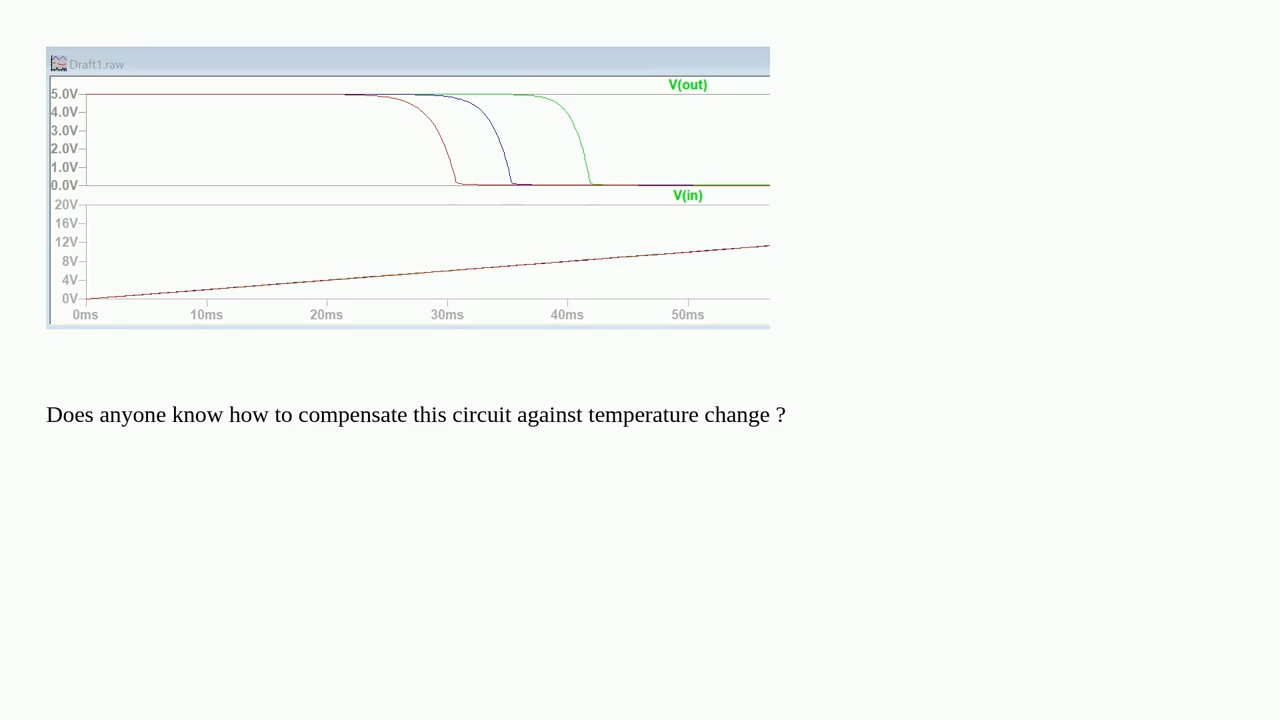 Draft1.raw
V(out)
5.0V
4.0V
3.0V
2.0V
1.0V
0.0V
V(in)
20V
16V
12V
8V
4V
0V
0ms 10ms 20ms 30ms 40ms 50ms
Does anyone know how to compensate this circuit against temperature change ?